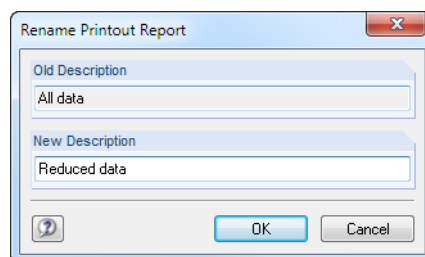 Rename Printout Report
Old Description
All data
New Description
Reduced data
OK Cancel